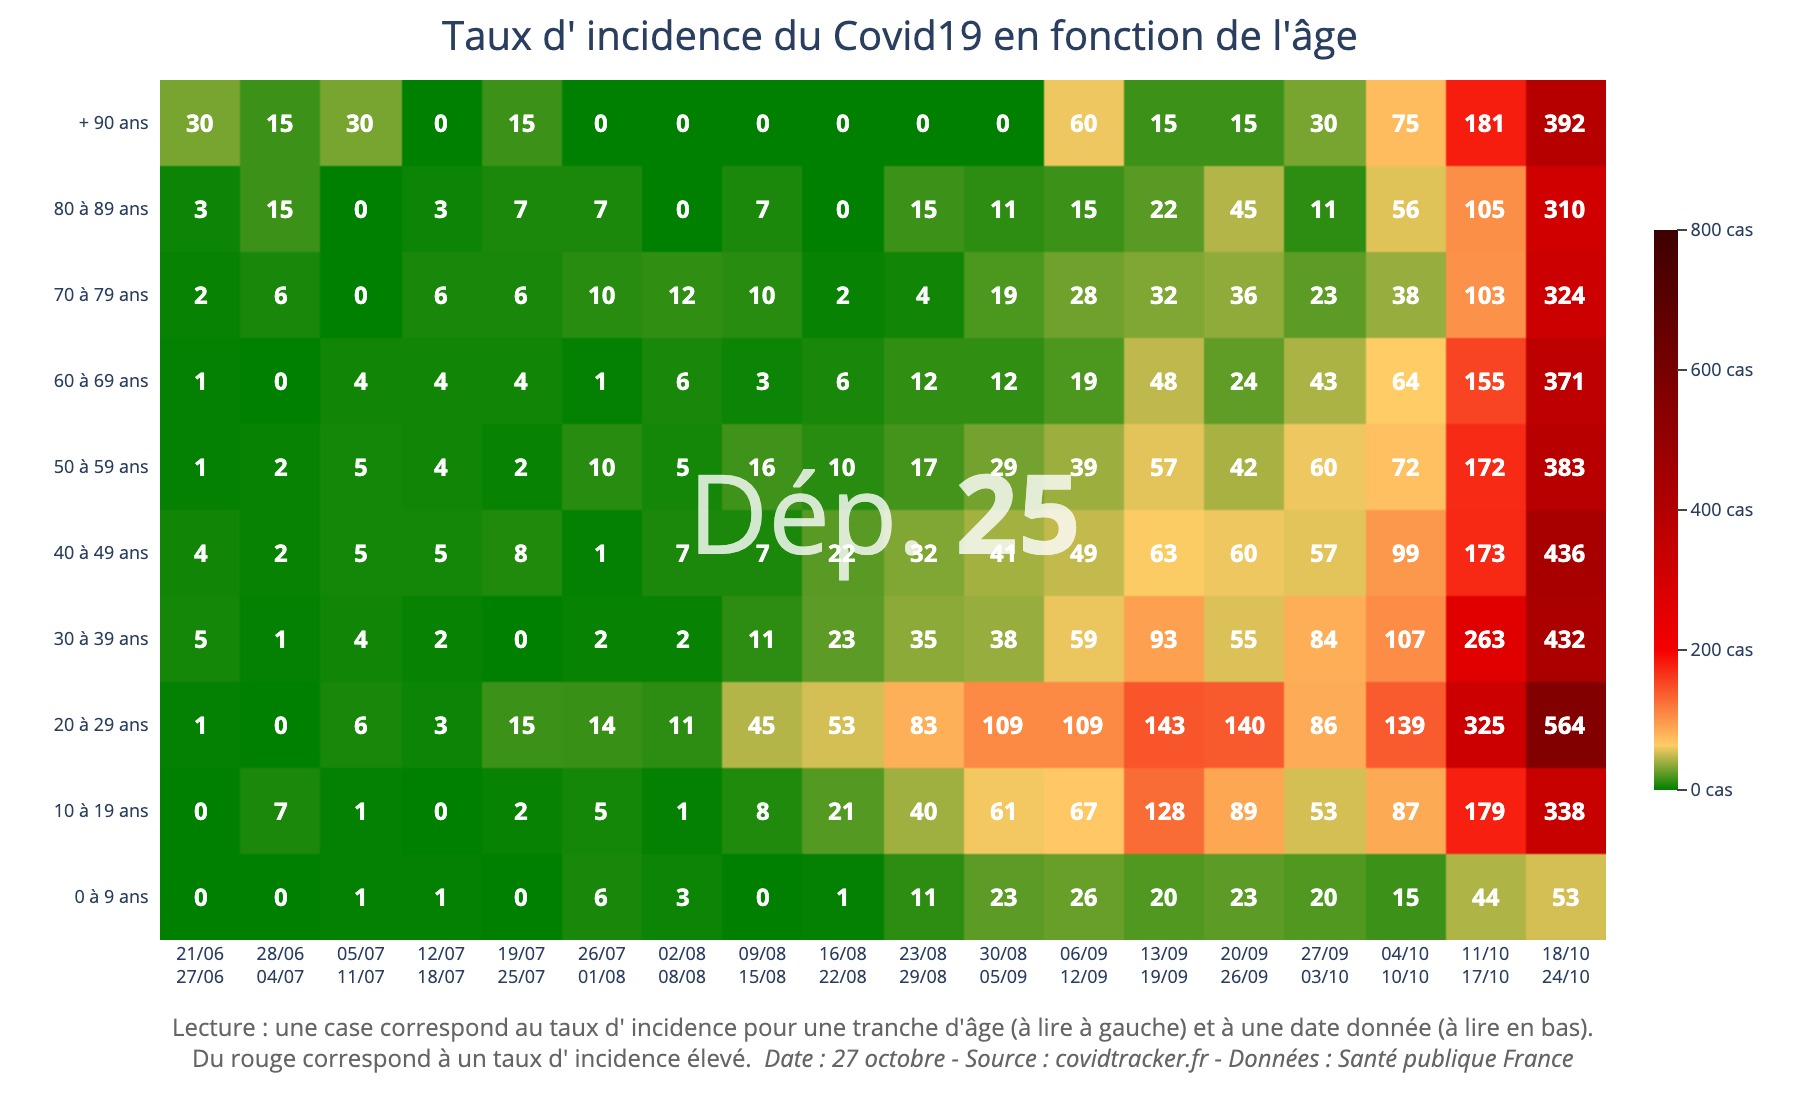 Taux d' incidence du Covid19 en fonction de l'âge
+ 90 ans 30 15 30 0 15 0 0 0 0 0 0 60 15 15 30 75 181 392
80 à 89 ans 3 15 0 3 7 7 0 7 0 15 11 15 22 45 11 56 105 310
800 cas
70 à 79 ans 2 6 0 6 6 10 12 10 2 4 19 28 32 36 23 38 103 324
60 à 69 ans 1 0 4 4 4 1 6 3 6 12 12 19 48 24 43 64 155 371
600 cas
50 à 59 ans 1 2 5 4 2 10 5 16 10 17 29 39 57 42 60 72 172 383
Dép. 25
400 cas
40 à 49 ans 4 2 5 5 8 1 7 7 22 32 41 49 63 60 57 99 173 436
30 à 39 ans 5 1 4 2 0 2 2 11 23 35 38 59 93 55 84 107 263 432
200 cas
20 à 29 ans 1 0 6 3 15 14 11 45 53 83 109 109 143 140 86 139 325 564
0 cas
10 à 19 ans 0 7 1 0 2 5 1 8 21 40 61 67 128 89 53 87 179 338
0 à 9 ans 0 0 1 1 0 6 3 0 1 11 23 26 20 23 20 15 44 53
21/06 28/06 05/07 12/07 19/07 26/07 02/08 09/08 16/08 23/08 30/08 06/09 13/09 20/09 27/09 04/10 11/10 18/10
27/06 04/07 11/07 18/07 25/07 01/08 08/08 15/08 22/08 29/08 05/09 12/09 19/09 26/09 03/10 10/10 17/10 24/10
Lecture : une case correspond au taux d' incidence pour une tranche d'âge (à lire à gauche) et à une date donnée (à lire en bas).
Du rouge correspond à un taux d' incidence élevé. Date : 27 octobre - Source : covidtracker.fr - Données : Santé publique France